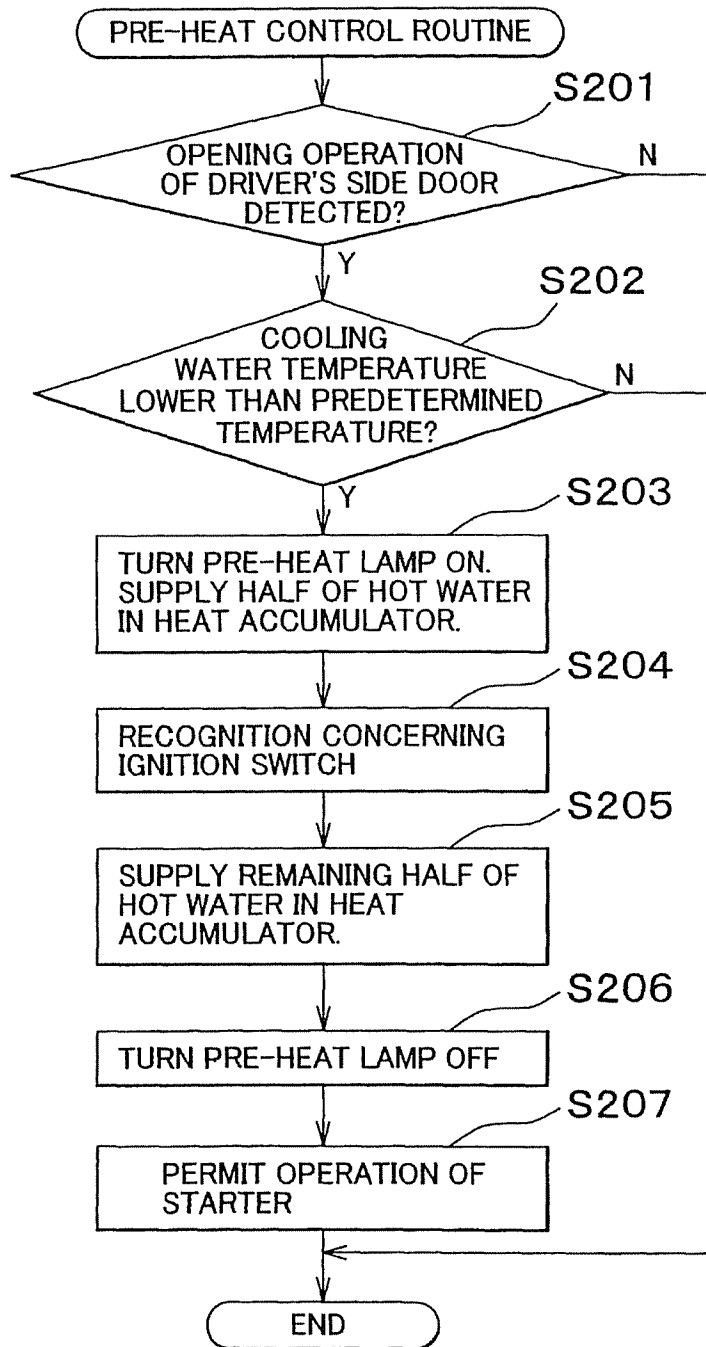 PRE-HEAT CONTROL ROUTINE
S201
OPENING OPERATION
OF DRIVER'S SIDE DOOR
DETECTED?
N
Y
S202
COOLING
WATER TEMPERATURE
LOWER THAN PREDETERMINED
TEMPERATURE?
N
Y
S203
TURN PRE-HEAT LAMP ON.
SUPPLY HALF OF HOT WATER
IN HEAT ACCUMULATOR.
S204
RECOGNITION CONCERNING
IGNITION SWITCH
S205
SUPPLY REMAINING HALF OF
HOT WATER IN HEAT
ACCUMULATOR.
S206
TURN PRE-HEAT LAMP OFF
S207
PERMIT OPERATION OF
STARTER
END